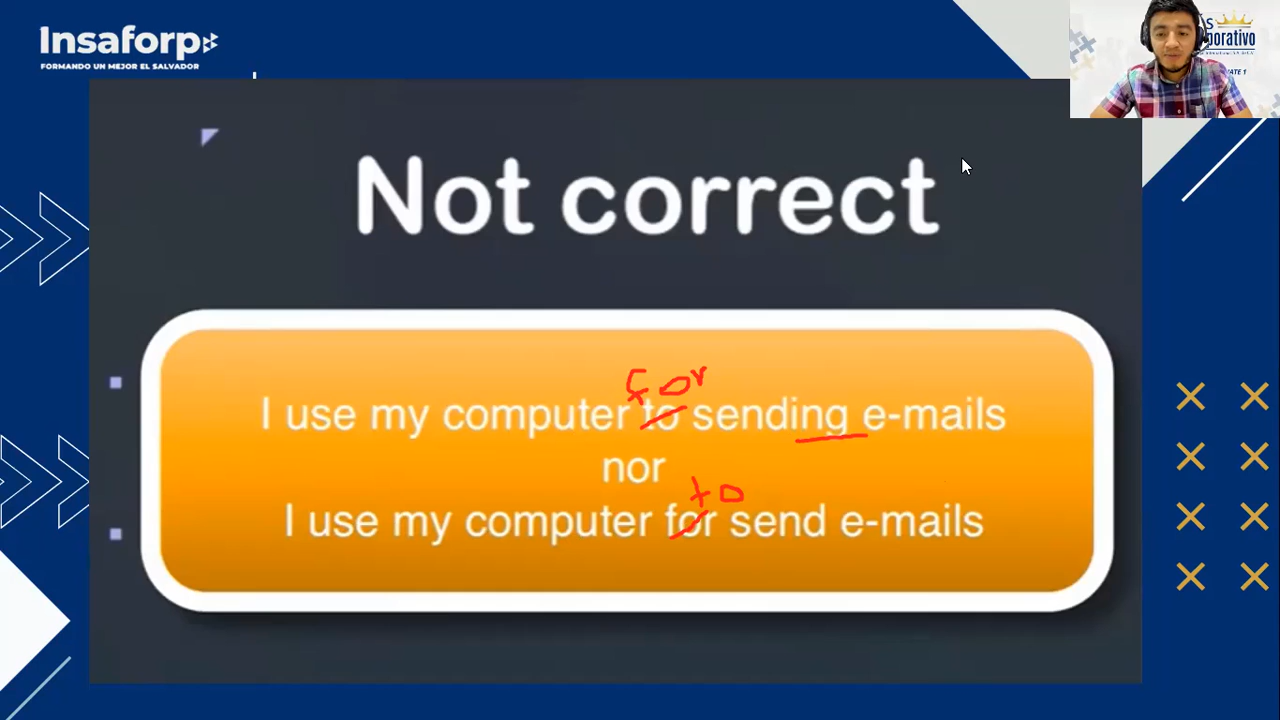 Insaforp
FORMANDO UN MEJOR EL SALVADOR
Not correct
for
I use my computer to sending e-mails
nor
to
I use my computer for send e-mails